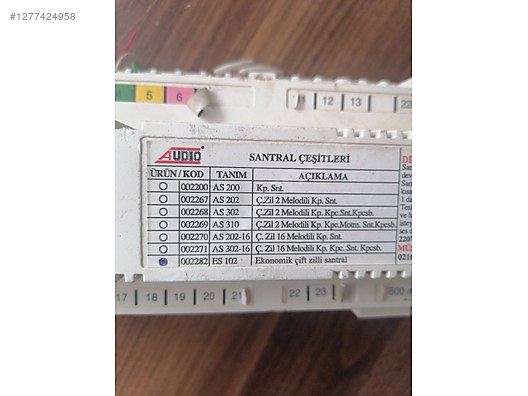 #1277424958
sahibinden.com
5 6 11 12 13 22
AUDIO SANTRAL ÇEŞİTLERİ
ÜRÜN / KOD TANIM AÇIKLAMA
002200 AS 200 Kp. Snt.
002267 AS 202 Ç.Zil 2 Melodili Kp. Snt.
002268 AS 302 Ç.Zil 2 Melodili Kp. Kpc.Snt.Kpcsb.
002269 AS 310 Ç.Zil 2 Melodili Kp. Kpc.Motm. Snt.Kpcsb.
002270 AS 202-16 Ç. Zil 16 Melodili Kp. Snt.
002271 AS 302-16 Ç. Zil 16 Melodili Kp. Kpc. Snt. Kpcsb.
002282 ES 102 Ekonomik çift zilli santral
17 18 19 20 21 22 23